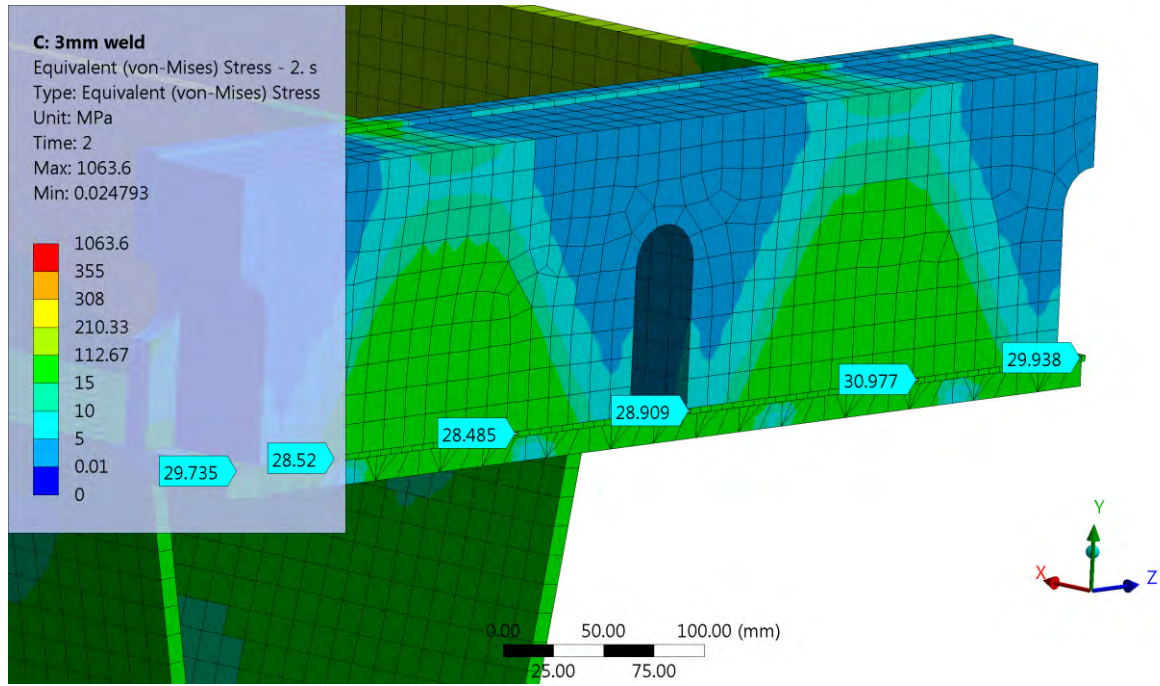 C: 3mm weld
Equivalent (von-Mises) Stress - 2. s
Type: Equivalent (von-Mises) Stress
Unit: MPa
Time: 2
Max: 1063.6
Min: 0.024793
1063.6
355
308
210.33
112.67
15
10
5
0.01
0
29.735
28.52
28.485
28.909
30.977
29.938
0.00 50.00 100.00 (mm)
25.00 75.00
Y
X
Z